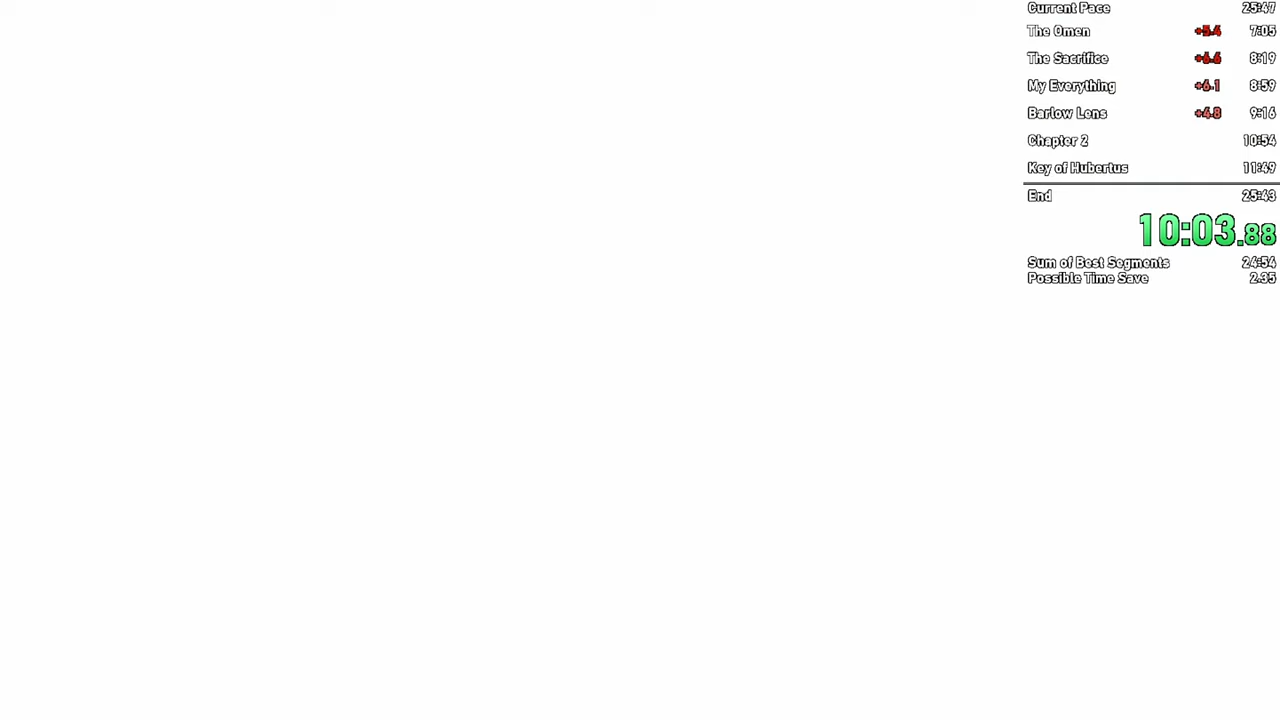 Current Pace 25:47
The Omen +5.4 7:05
The Sacrifice +6.6 8:19
My Everything +6.1 8:59
Barlow Lens +4.8 9:16
Chapter 2 10:54
Key of Hubertus 11:49
End 25:43
10:03.88
Sum of Best Segments 24:54
Possible Time Save 2.35